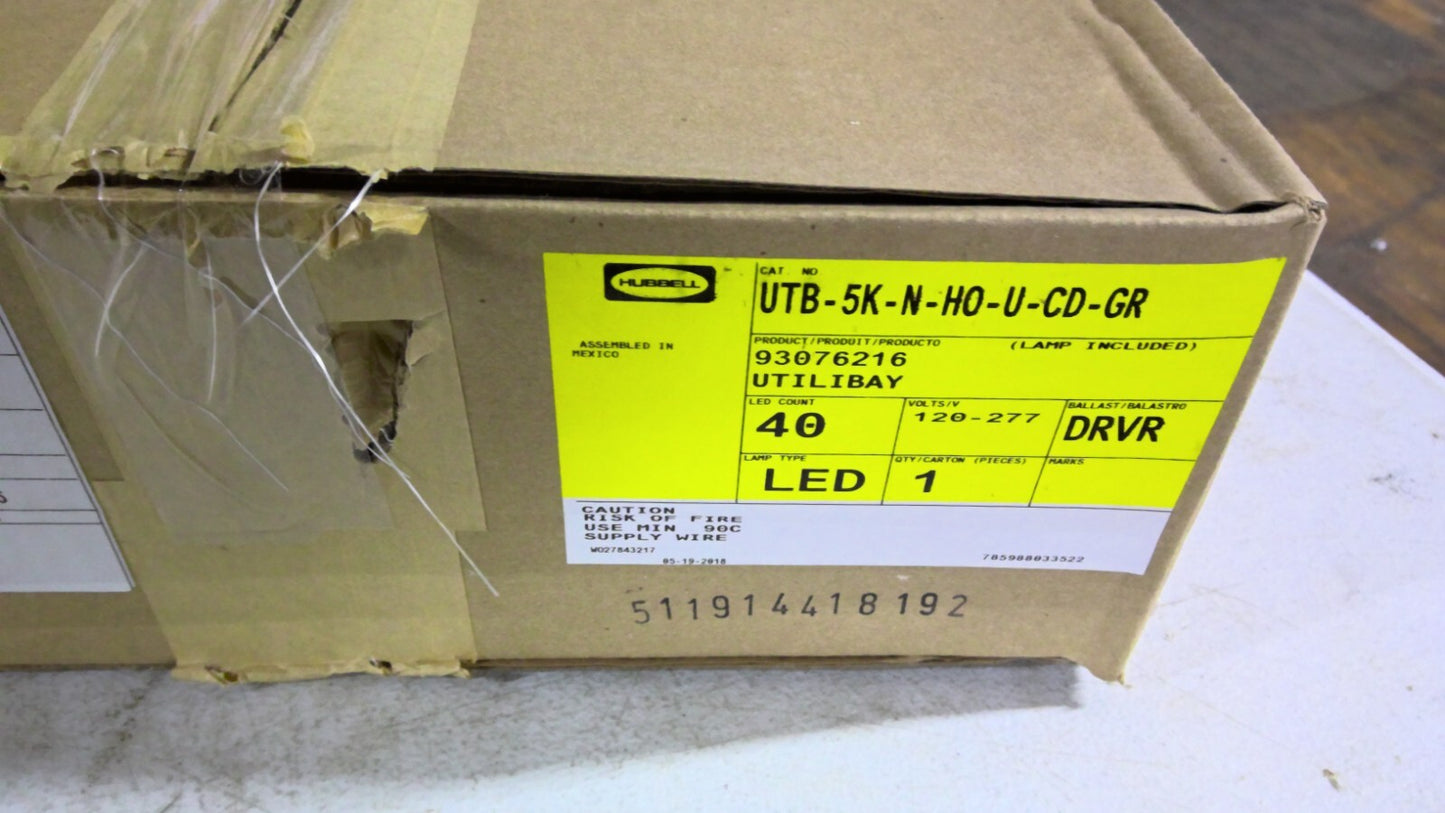 HUBBELL
ASSEMBLED IN
MEXICO
CAT. NO
UTB-5K-N-HO-U-CD-GR
PRODUCT/PRODUIT/PRODUCTO (LAMP INCLUDED)
93076216
UTILIBAY
LED COUNT VOLTS/V BALLAST/BALASTRO
40 120-277 DRVR
LAMP TYPE QTY/CARTON (PIECES) MARKS
LED 1
CAUTION
RISK OF FIRE
USE MIN 90C
SUPPLY WIRE
WO27843217
05-19-2018 785988033522
511914418192